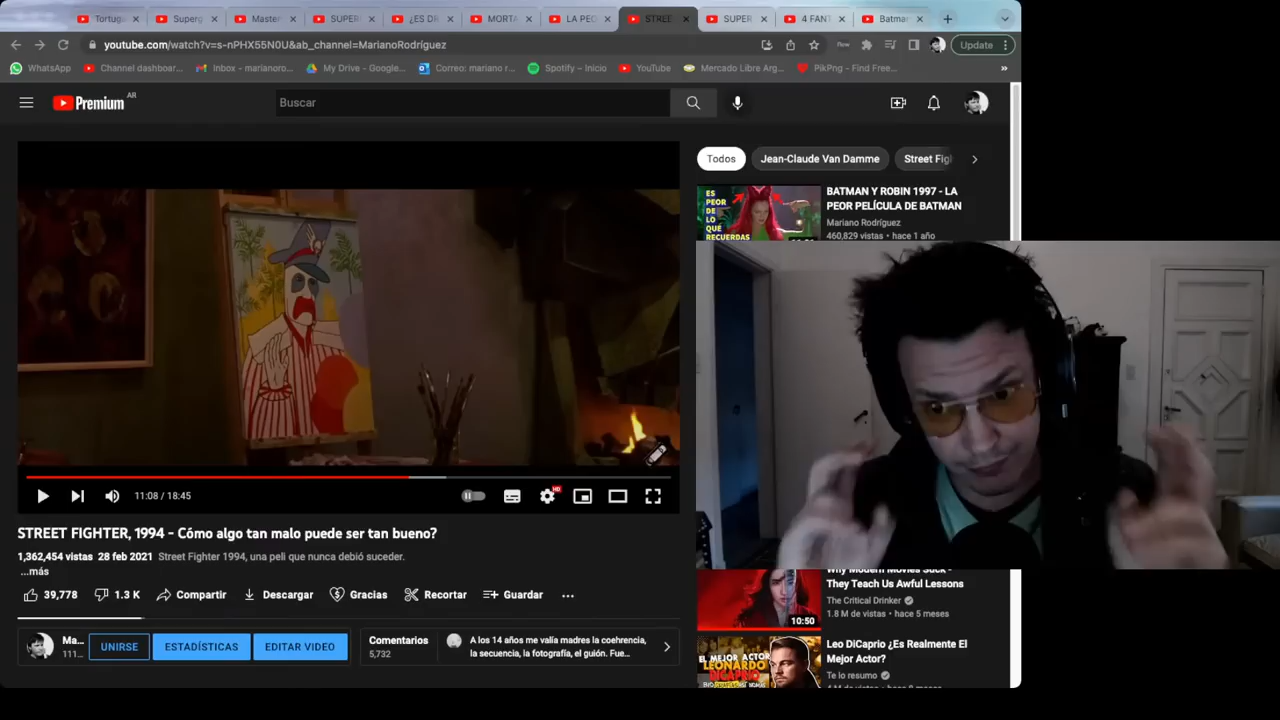 Tortug
Superg
Master
SUPER
¿ES DR
MORTA
LA PEO
STREE
SUPER
4 FANT
Batman
youtube.com/watch?v=s-nPHX55N0U&ab_channel=MarianoRodríguez
Update
WhatsApp
Channel dashboar...
Inbox - marianoro...
My Drive - Google...
Correo: mariano r...
Spotify – Inicio
YouTube
Mercado Libre Arg...
PikPng - Find Free...
»
Premium AR
Buscar
Todos
Jean-Claude Van Damme
Street Figh
ES
PEOR
DE
LO
QUE
RECUERDAS
BATMAN Y ROBIN 1997 - LA
PEOR PELÍCULA DE BATMAN
Mariano Rodríguez
460,829 vistas • hace 1 año
11:08 / 18:45
HD
STREET FIGHTER, 1994 - Cómo algo tan malo puede ser tan bueno?
1,362,454 vistas 28 feb 2021 Street Fighter 1994, una peli que nunca debió suceder.
...más
39,778
1.3 K
Compartir
Descargar
Gracias
Recortar
Guardar
Ma...
111...
UNIRSE
ESTADÍSTICAS
EDITAR VIDEO
Comentarios
5,732
A los 14 años me valía madres la coehrencia,
la secuencia, la fotografía, el guión. Fue...
Why Modern Movies Suck -
They Teach Us Awful Lessons
The Critical Drinker
1.8 M de vistas • hace 5 meses
10:50
EL MEJOR ACTOR
LEONARDO
DICAPRIO
Leo DiCaprio ¿Es Realmente El
Mejor Actor?
Te lo resumo